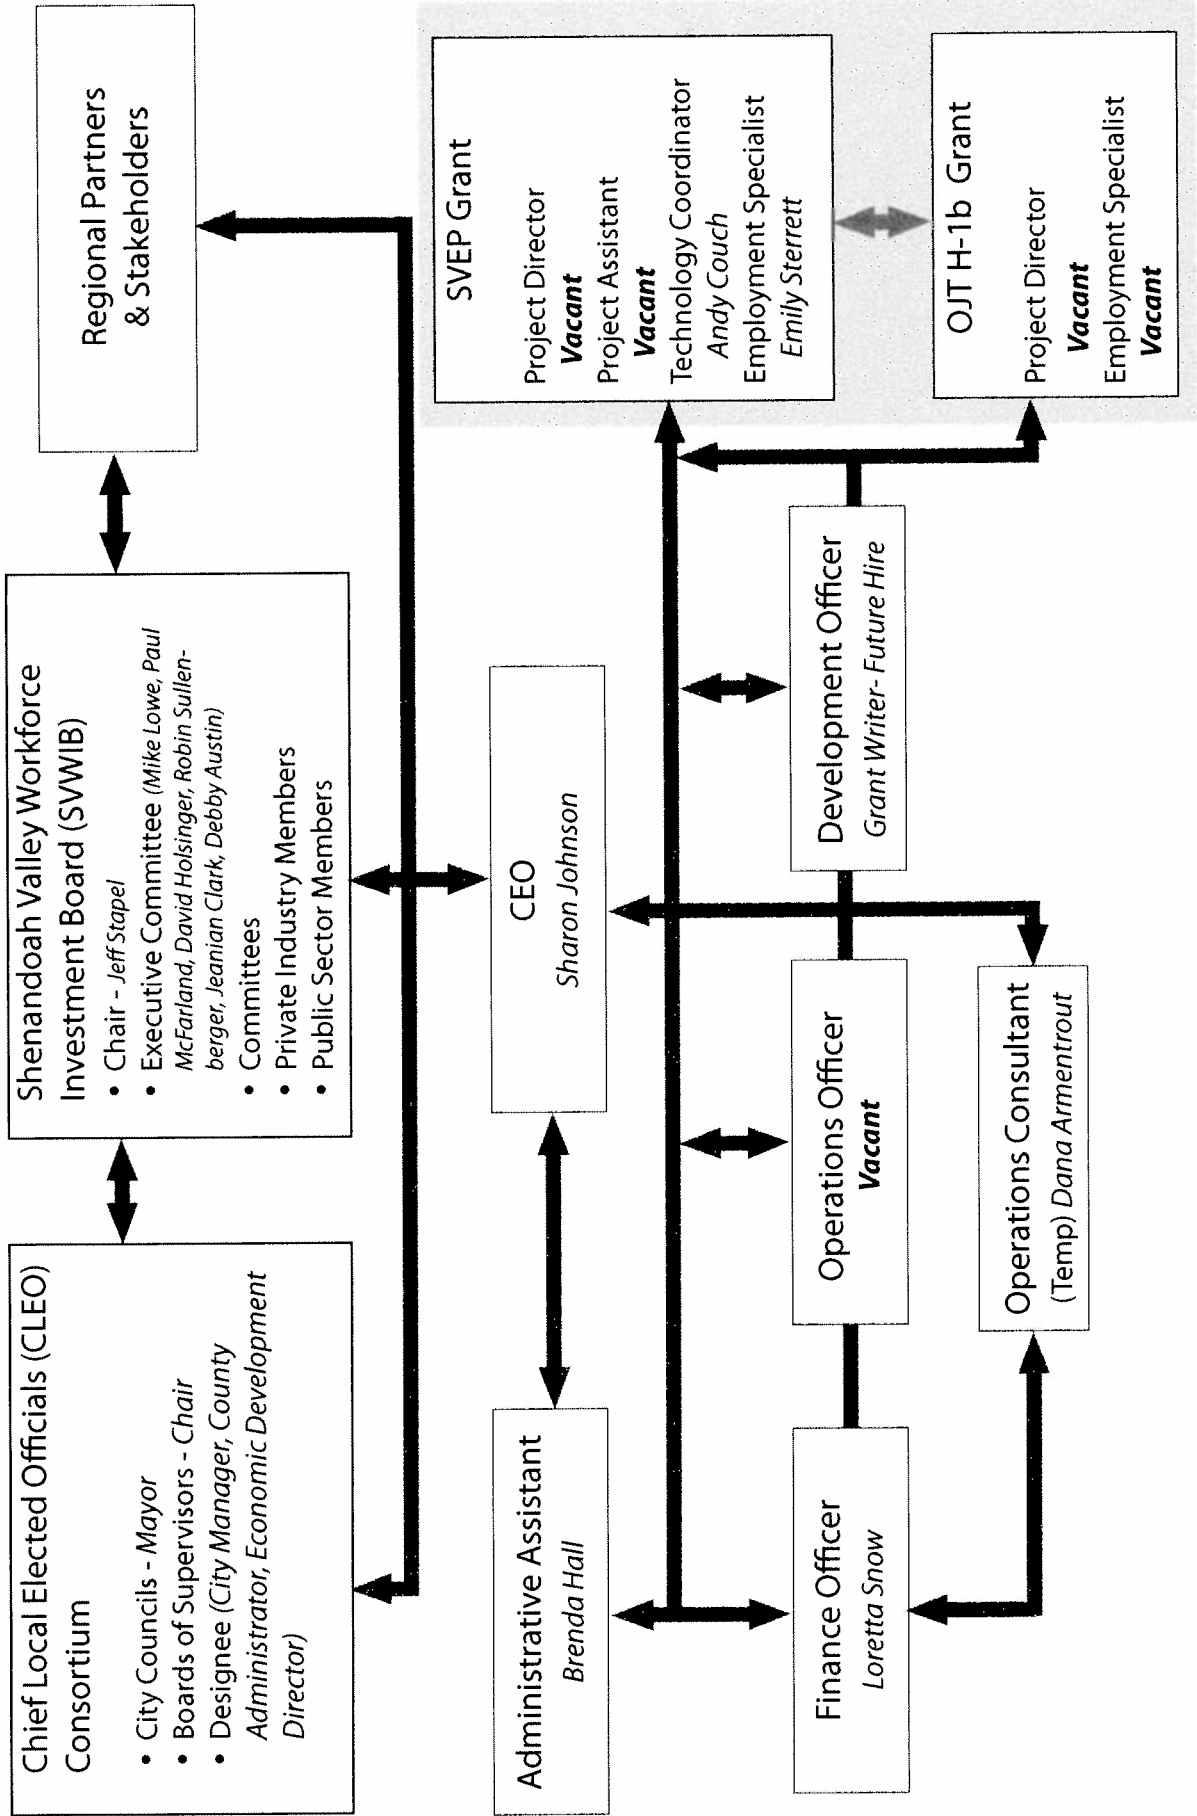 Chief Local Elected Officials (CLEO)
Consortium
• City Councils - Mayor
• Boards of Supervisors - Chair
• Designee (City Manager, County
Administrator, Economic Development
Director)
Shenandoah Valley Workforce
Investment Board (SVWIB)
• Chair - Jeff Stapel
• Executive Committee (Mike Lowe, Paul
McFarland, David Holsinger, Robin Sullen-
berger, Jeanian Clark, Debby Austin)
• Committees
• Private Industry Members
• Public Sector Members
Regional Partners
& Stakeholders
Administrative Assistant
Brenda Hall
CEO
Sharon Johnson
SVEP Grant
Project Director
Vacant
Project Assistant
Vacant
Technology Coordinator
Andy Couch
Employment Specialist
Emily Sterrett
Finance Officer
Loretta Snow
Operations Officer
Vacant
Development Officer
Grant Writer- Future Hire
Operations Consultant
(Temp) Dana Armentrout
OJT H-1b Grant
Project Director
Vacant
Employment Specialist
Vacant